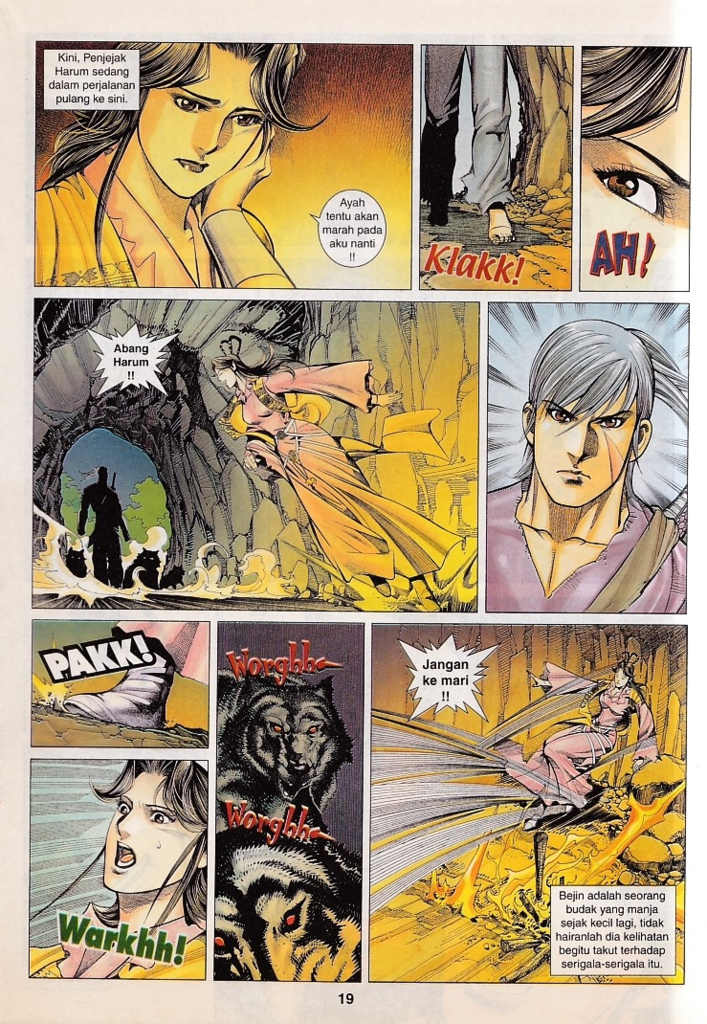 Kini, Penjejak
Harum sedang
dalam perjalanan
pulang ke sini.
Ayah
tentu akan
marah pada
aku nanti
!!
Klakk!
AH!
Abang
Harum
!!
PAKK!
Worghh
Worghh
Jangan
ke mari
!!
Warkhh!
Bejin adalah seorang
budak yang manja
sejak kecil lagi, tidak
hairanlah dia kelihatan
begitu takut terhadap
serigala-serigala itu.
19